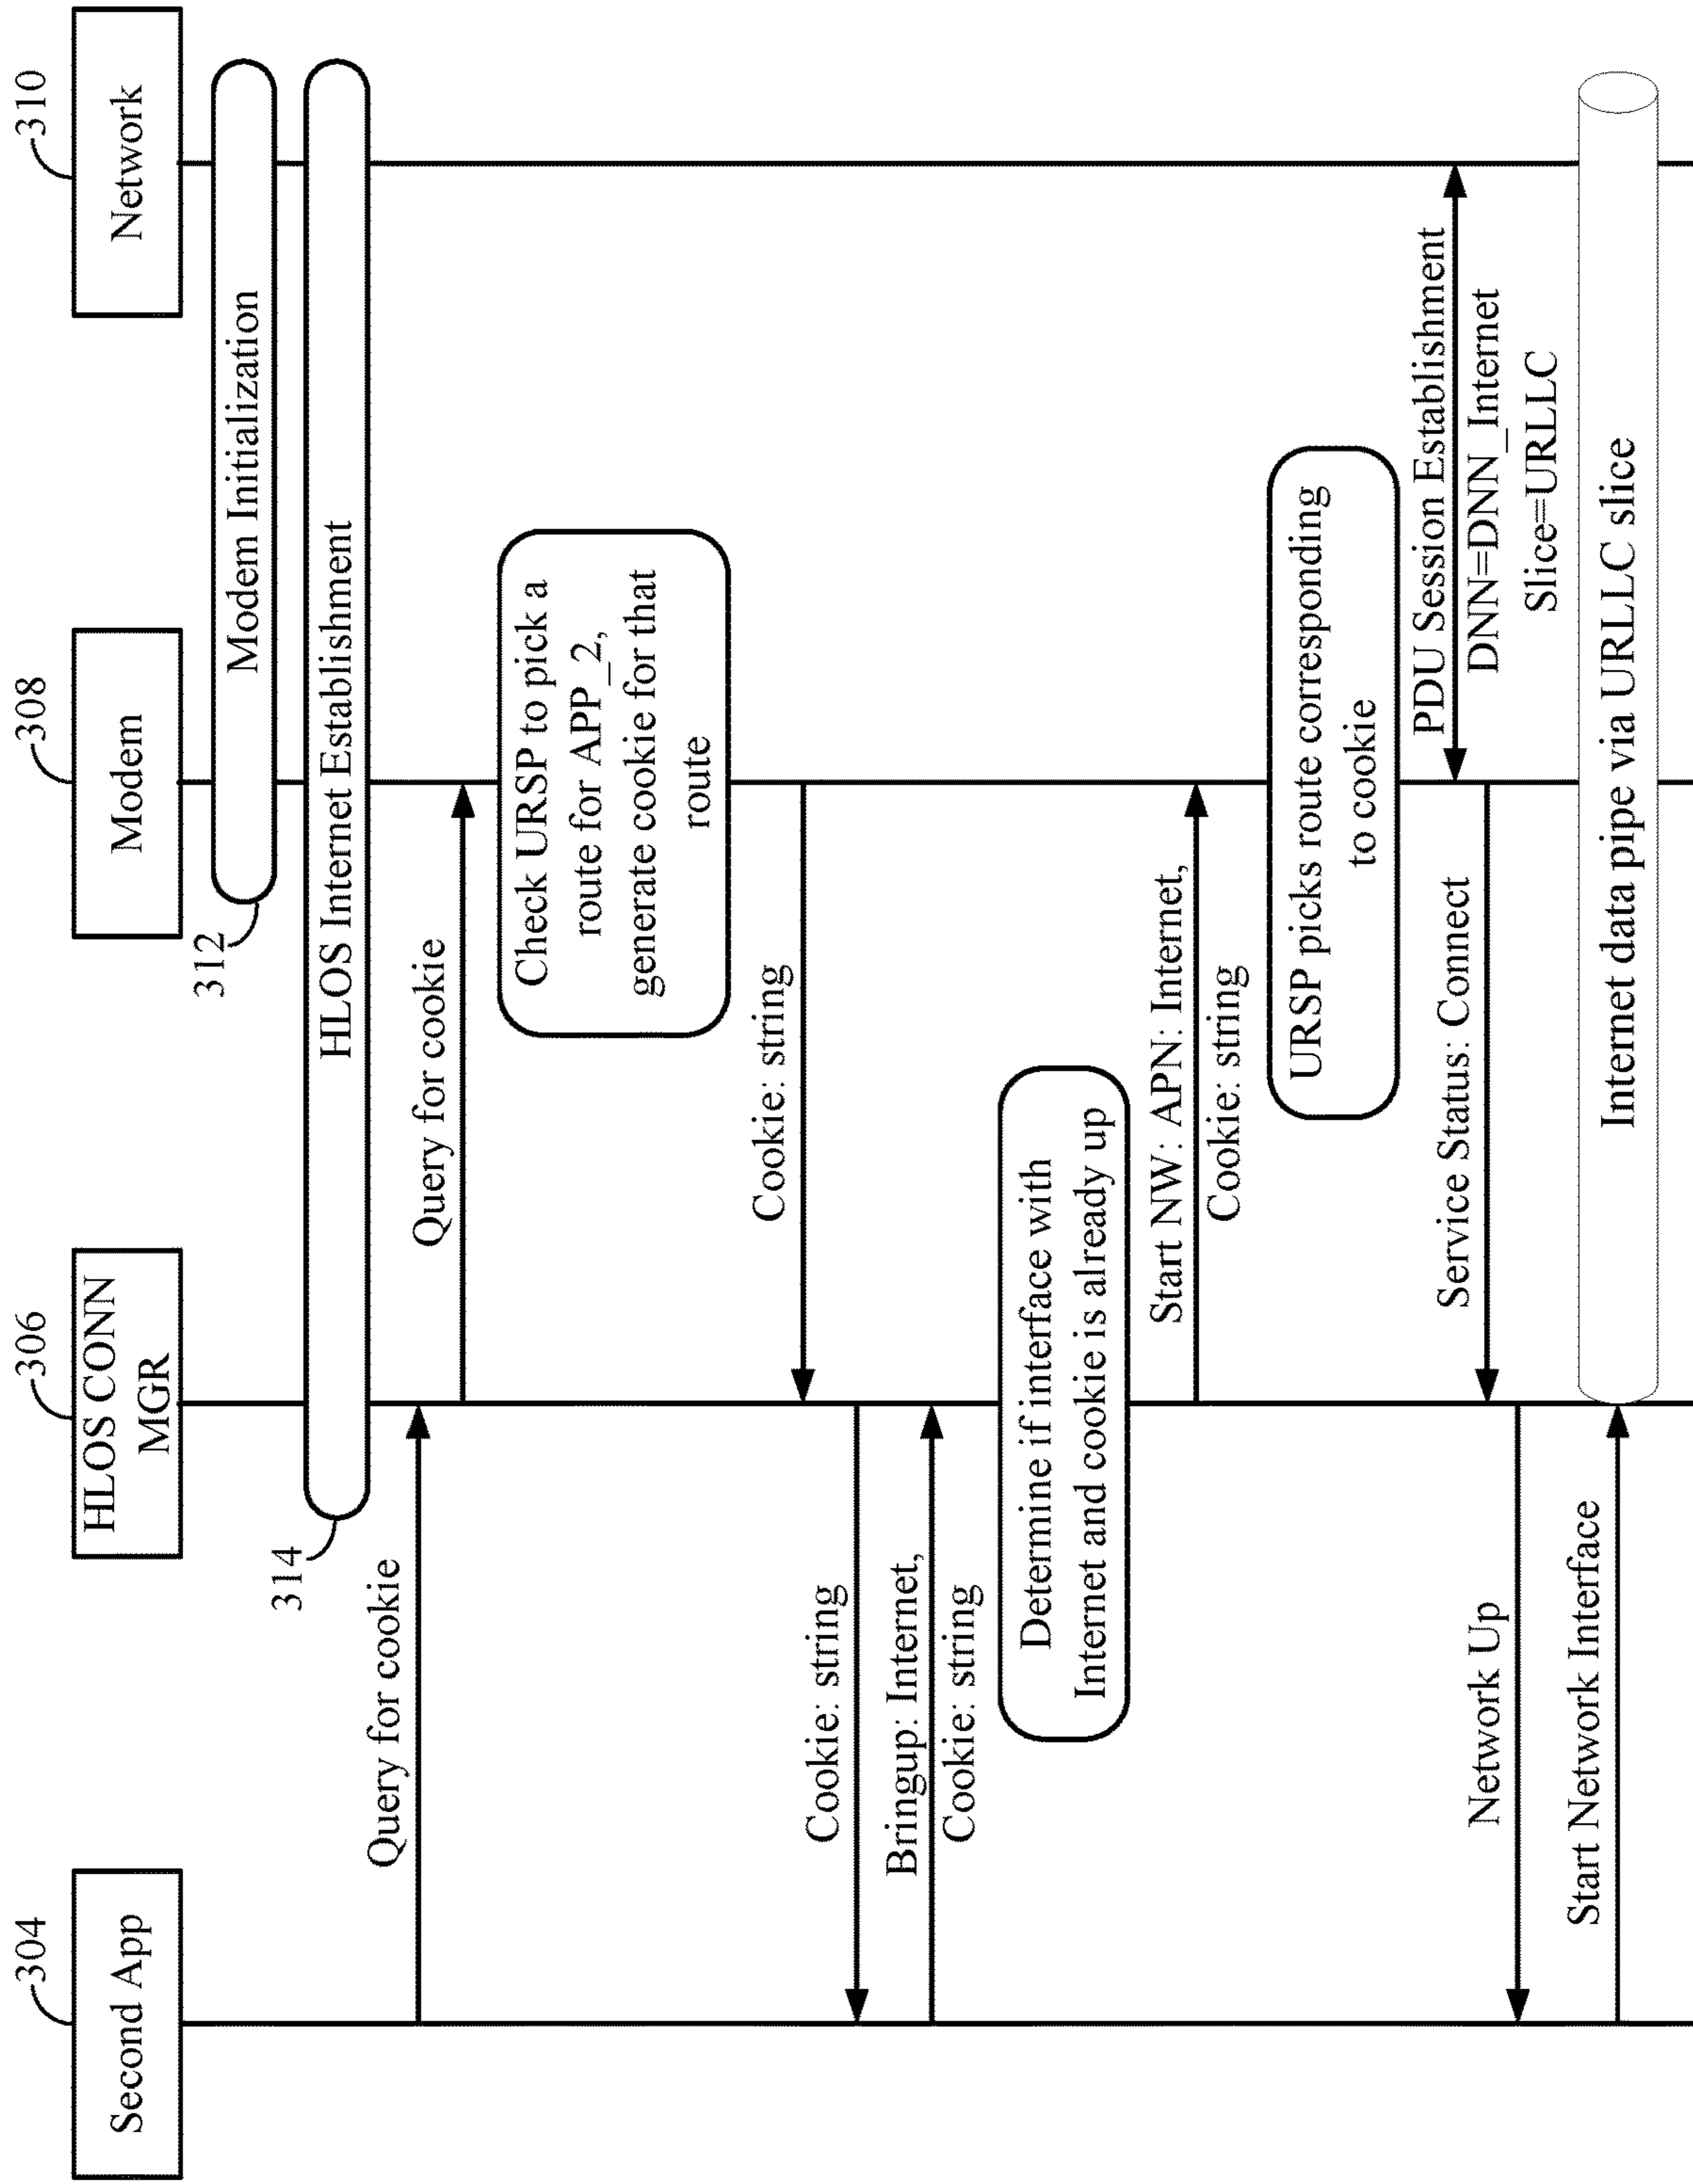 304
Second App
306
HLOS CONN
MGR
308
Modem
310
Network
312
Modem Initialization
314
HLOS Internet Establishment
Query for cookie
Query for cookie
Check URSP to pick a
route for APP_2,
generate cookie for that
route
Cookie: string
Cookie: string
Bringup: Internet,
Cookie: string
Determine if interface with
Internet and cookie is already up
Start NW: APN: Internet,
Cookie: string
URSP picks route corresponding
to cookie
PDU Session Establishment
DNN=DNN_Internet
Slice=URLLC
Service Status: Connect
Network Up
Start Network Interface
Internet data pipe via URLLC slice